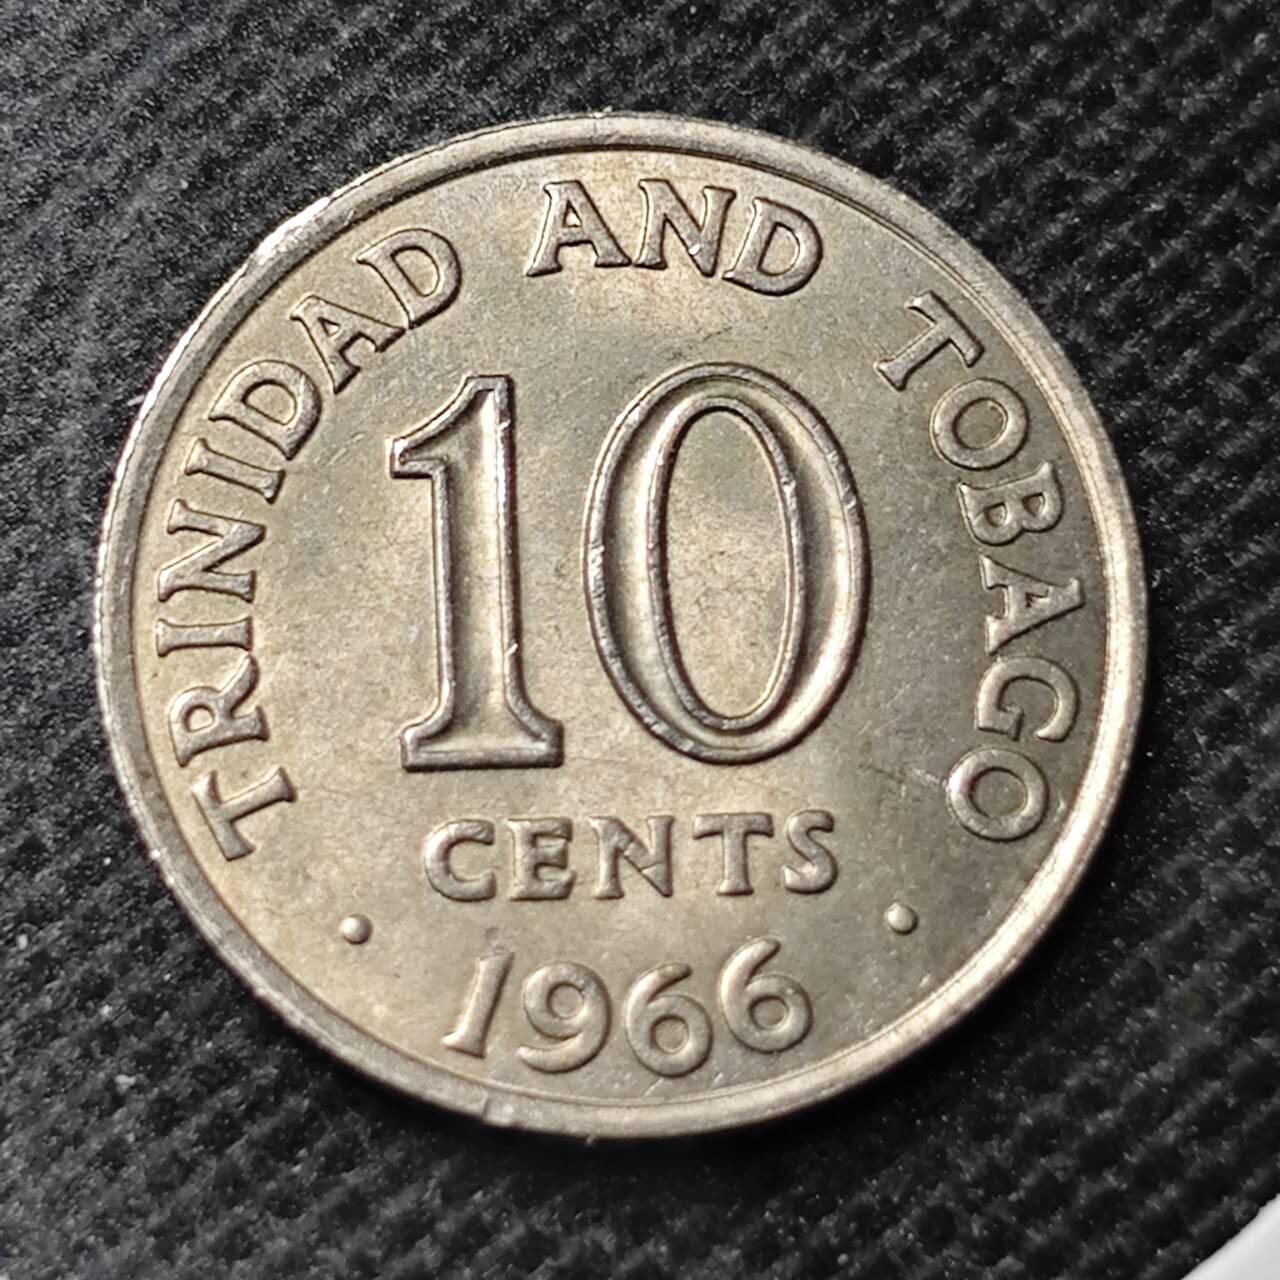 TRINIDAD AND TOBAGO
10
CENTS
· 1966 ·